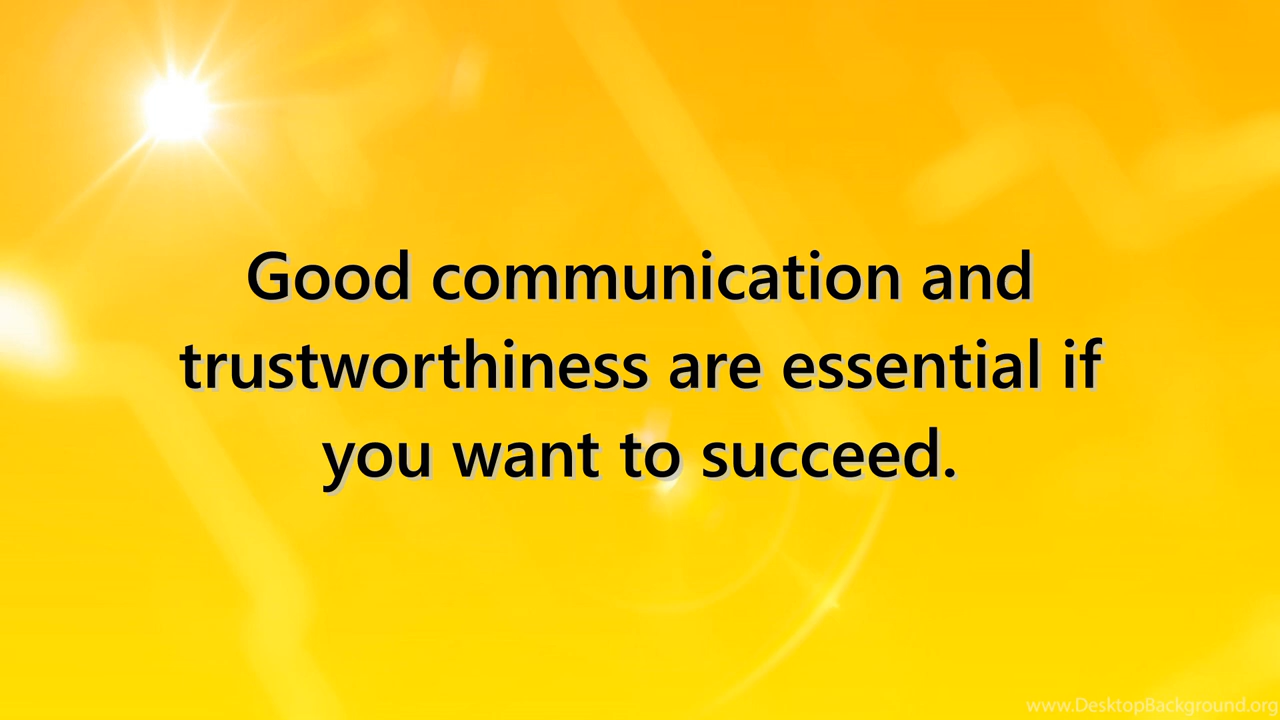 Good communication and
trustworthiness are essential if
you want to succeed.
www.DesktopBackground.org